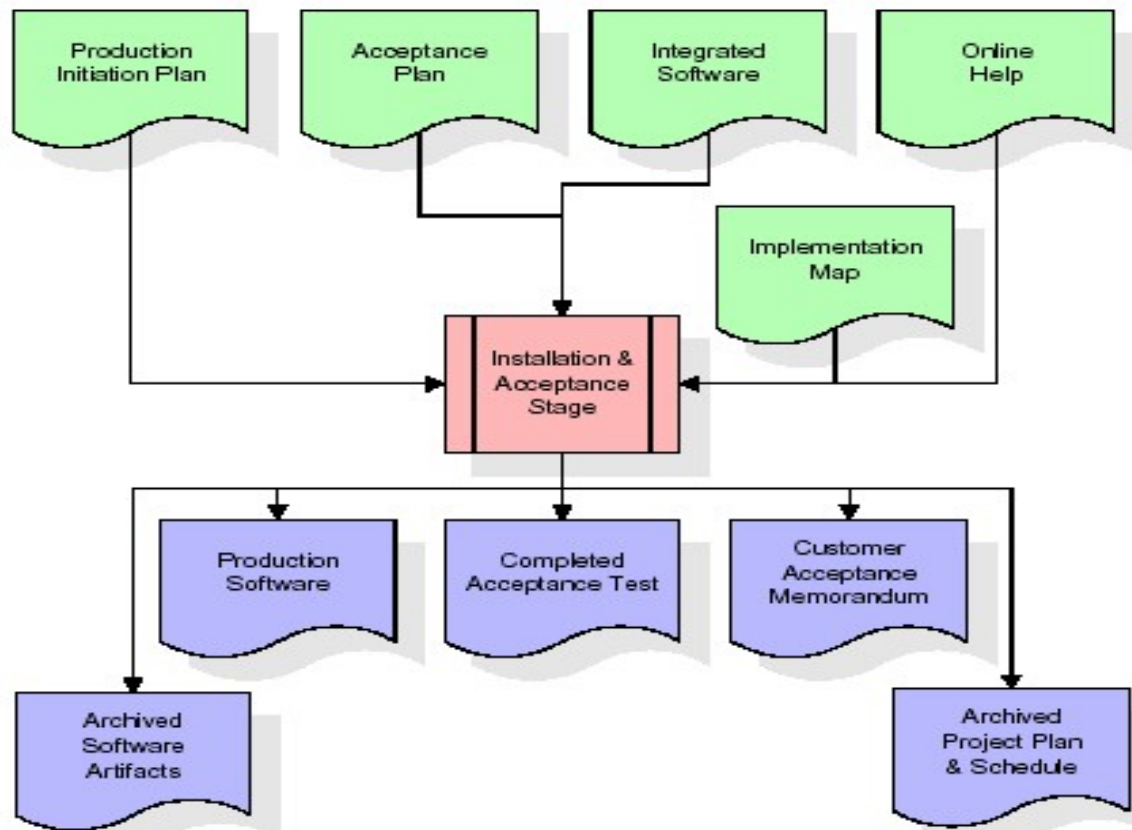 Production
Initiation Plan
Acceptance
Plan
Integrated
Software
Online
Help
Implementation
Map
Installation &
Acceptance
Stage
Production
Software
Completed
Acceptance Test
Customer
Acceptance
Memorandum
Archived
Software
Artifacts
Archived
Project Plan
& Schedule